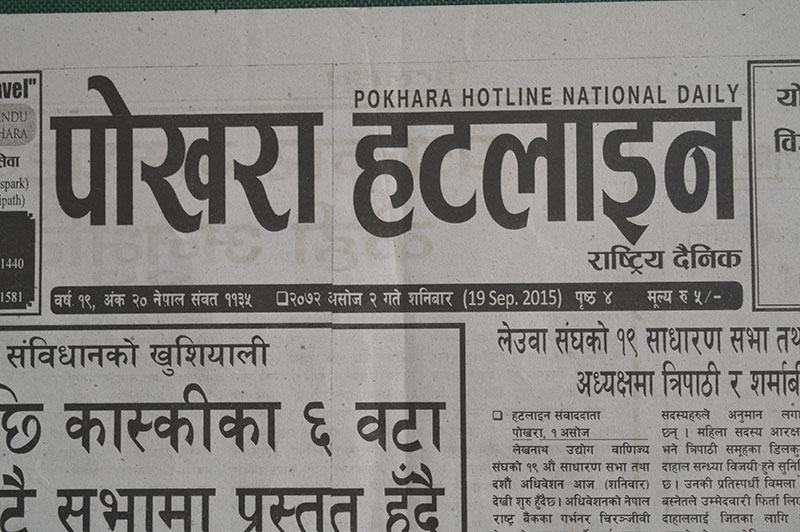 avel"
NDU
HARA
सेवा
spark)
ipath)
1440
1581
POKHARA HOTLINE NATIONAL DAILY
पोखरा हटलाइन
राष्ट्रिय दैनिक
वर्ष १९, अंक २० नेपाल संवत ११३५ ❑२०७२ असोज २ गते शनिबार (19 Sep. 2015) पृष्ठ ४ मूल्य रु ५/-
यो
वि
संविधानको खुशियाली
छि कास्कीका ६ वटा
टै सभामा प्रस्तुत हुँदै
लेउवा संघको १९ साधारण सभा तथ
अध्यक्षमा त्रिपाठी र शर्माबी
❑ हटलाइन संवाददाता
पोखरा, १ असोज
लेखनाथ उद्योग वाणिज्य
संघको १९ औं साधारण सभा तथा
दशौं अधिवेशन आज (शनिवार)
देखी शुरु हुँदैछ। अधिवेशनको नेपाल
राष्ट्र बैंकका गर्भनर चिरञ्जीवी
सदस्यहरुले अनुमान लगा
छन् । महिला सदस्य आरक्ष
भने त्रिपाठी समूहका डिलकु
दाहाल सन्ध्या विजयी हुने सुनि
छ। उनकी प्रतिस्पर्धी विमला
बस्नेतले उम्मेदवारी फिर्ता लिए
दाहाललाई जितका लागि